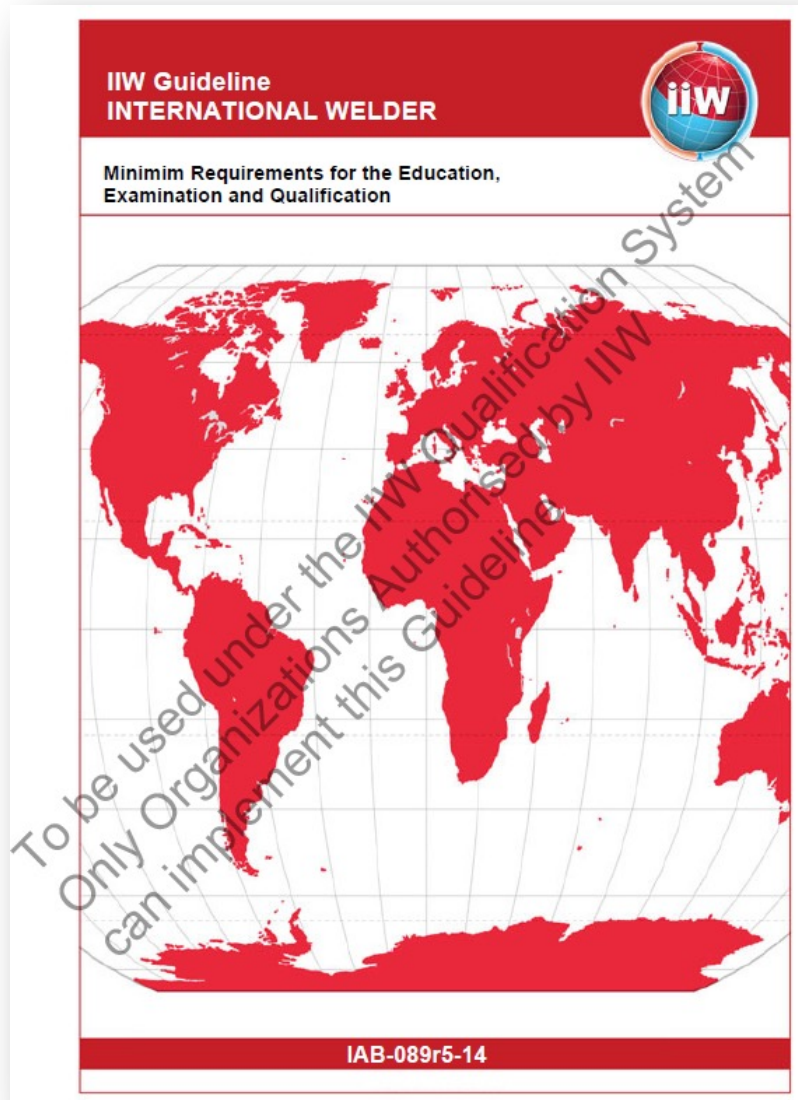 IIW Guideline
INTERNATIONAL WELDER
iiw
Minimim Requirements for the Education,
Examination and Qualification
To be used under the IIW Qualification System
Only Organizations Authorised by IIW
can implement this Guideline
IAB-089r5-14